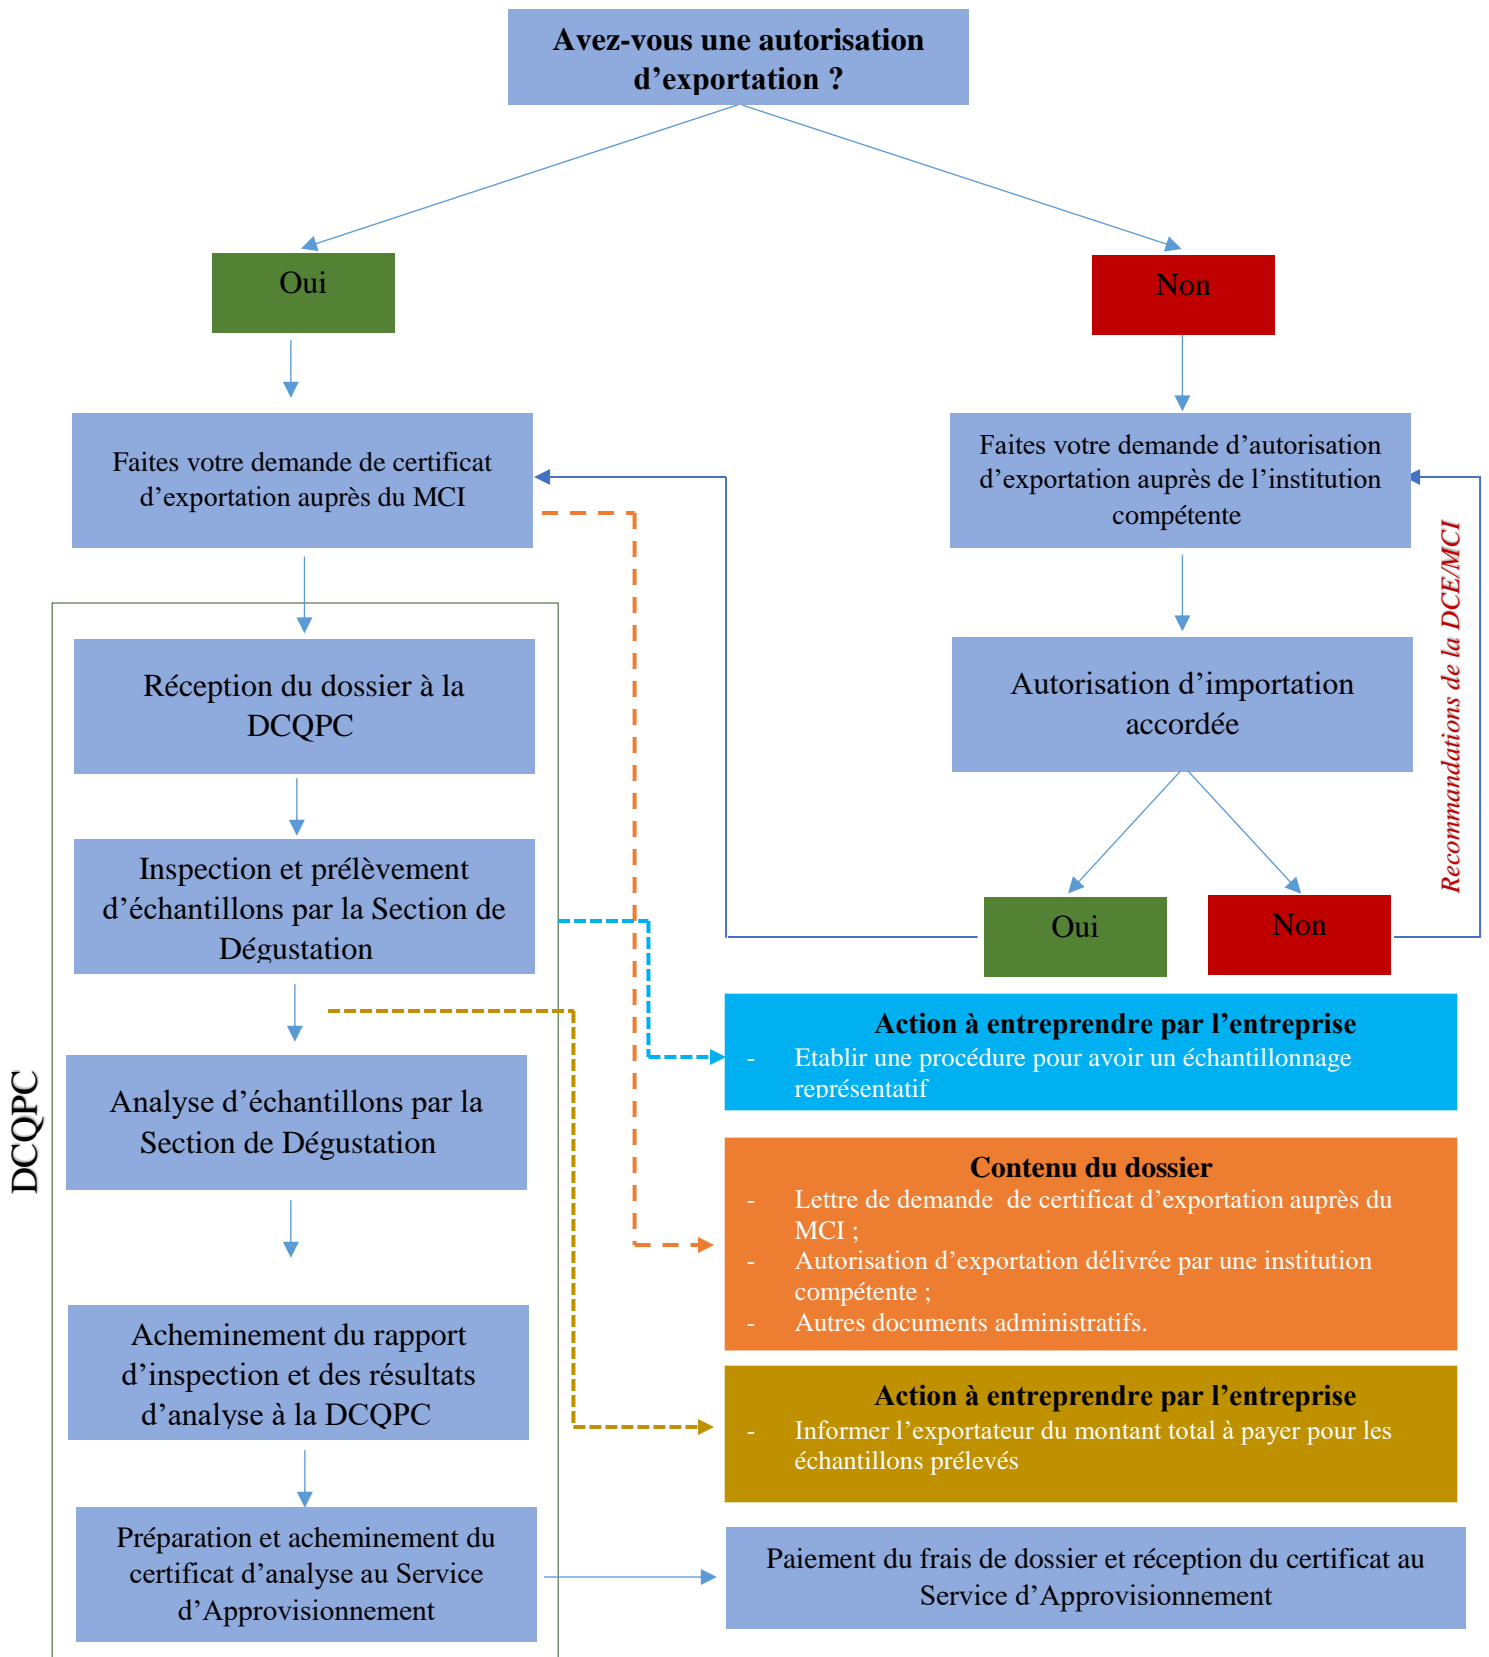 Avez-vous une autorisation
d’exportation ?
Oui
Non
Faites votre demande de certificat
d’exportation auprès du MCI
Faites votre demande d’autorisation
d’exportation auprès de l’institution
compétente
Recommandations de la DCE/MCI
Réception du dossier à la
DCQPC
Autorisation d’importation
accordée
Inspection et prélèvement
d’échantillons par la Section de
Dégustation
Oui
Non
Action à entreprendre par l’entreprise
- Etablir une procédure pour avoir un échantillonnage
représentatif
DCQPC
Analyse d’échantillons par la
Section de Dégustation
Contenu du dossier
- Lettre de demande de certificat d’exportation auprès du
MCI ;
- Autorisation d’exportation délivrée par une institution
compétente ;
- Autres documents administratifs.
Acheminement du rapport
d’inspection et des résultats
d’analyse à la DCQPC
Action à entreprendre par l’entreprise
- Informer l’exportateur du montant total à payer pour les
échantillons prélevés
Préparation et acheminement du
certificat d’analyse au Service
d’Approvisionnement
Paiement du frais de dossier et réception du certificat au
Service d’Approvisionnement